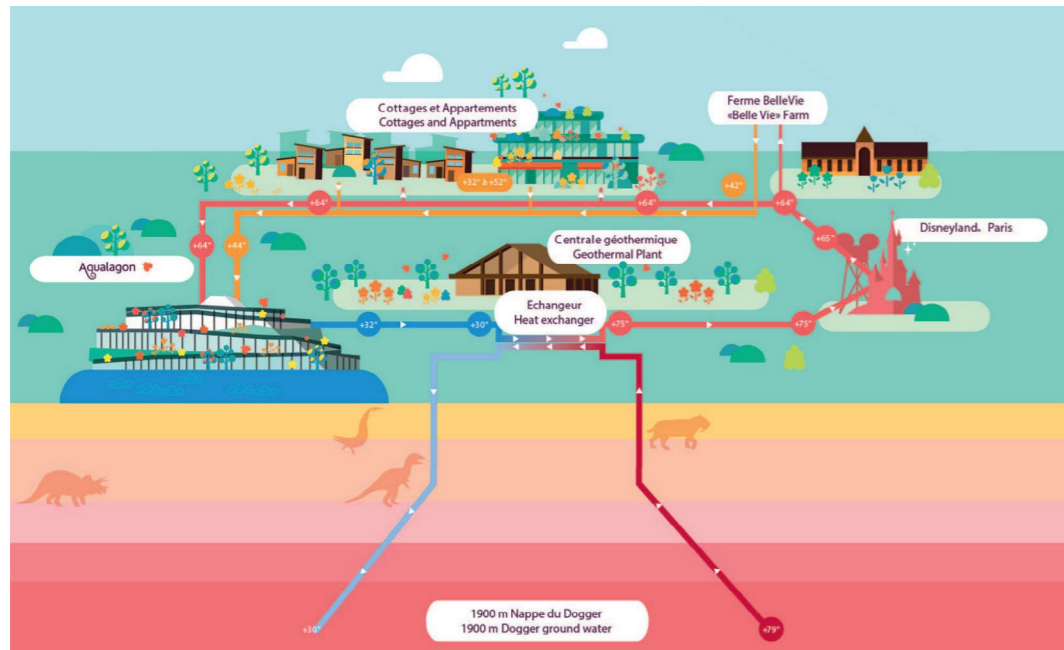 Cottages et Appartements
Cottages and Appartments
Ferme BelleVie
«Belle Vie» Farm
+32° à +52°
+42°
+64°
+64°
+64°
+64°
+44°
+65°
Disneyland® Paris
Centrale géothermique
Geothermal Plant
Aqualagon
Echangeur
Heat exchanger
+32°
+30°
+75°
+75°
1900 m Nappe du Dogger
1900 m Dogger ground water
+30°
+79°